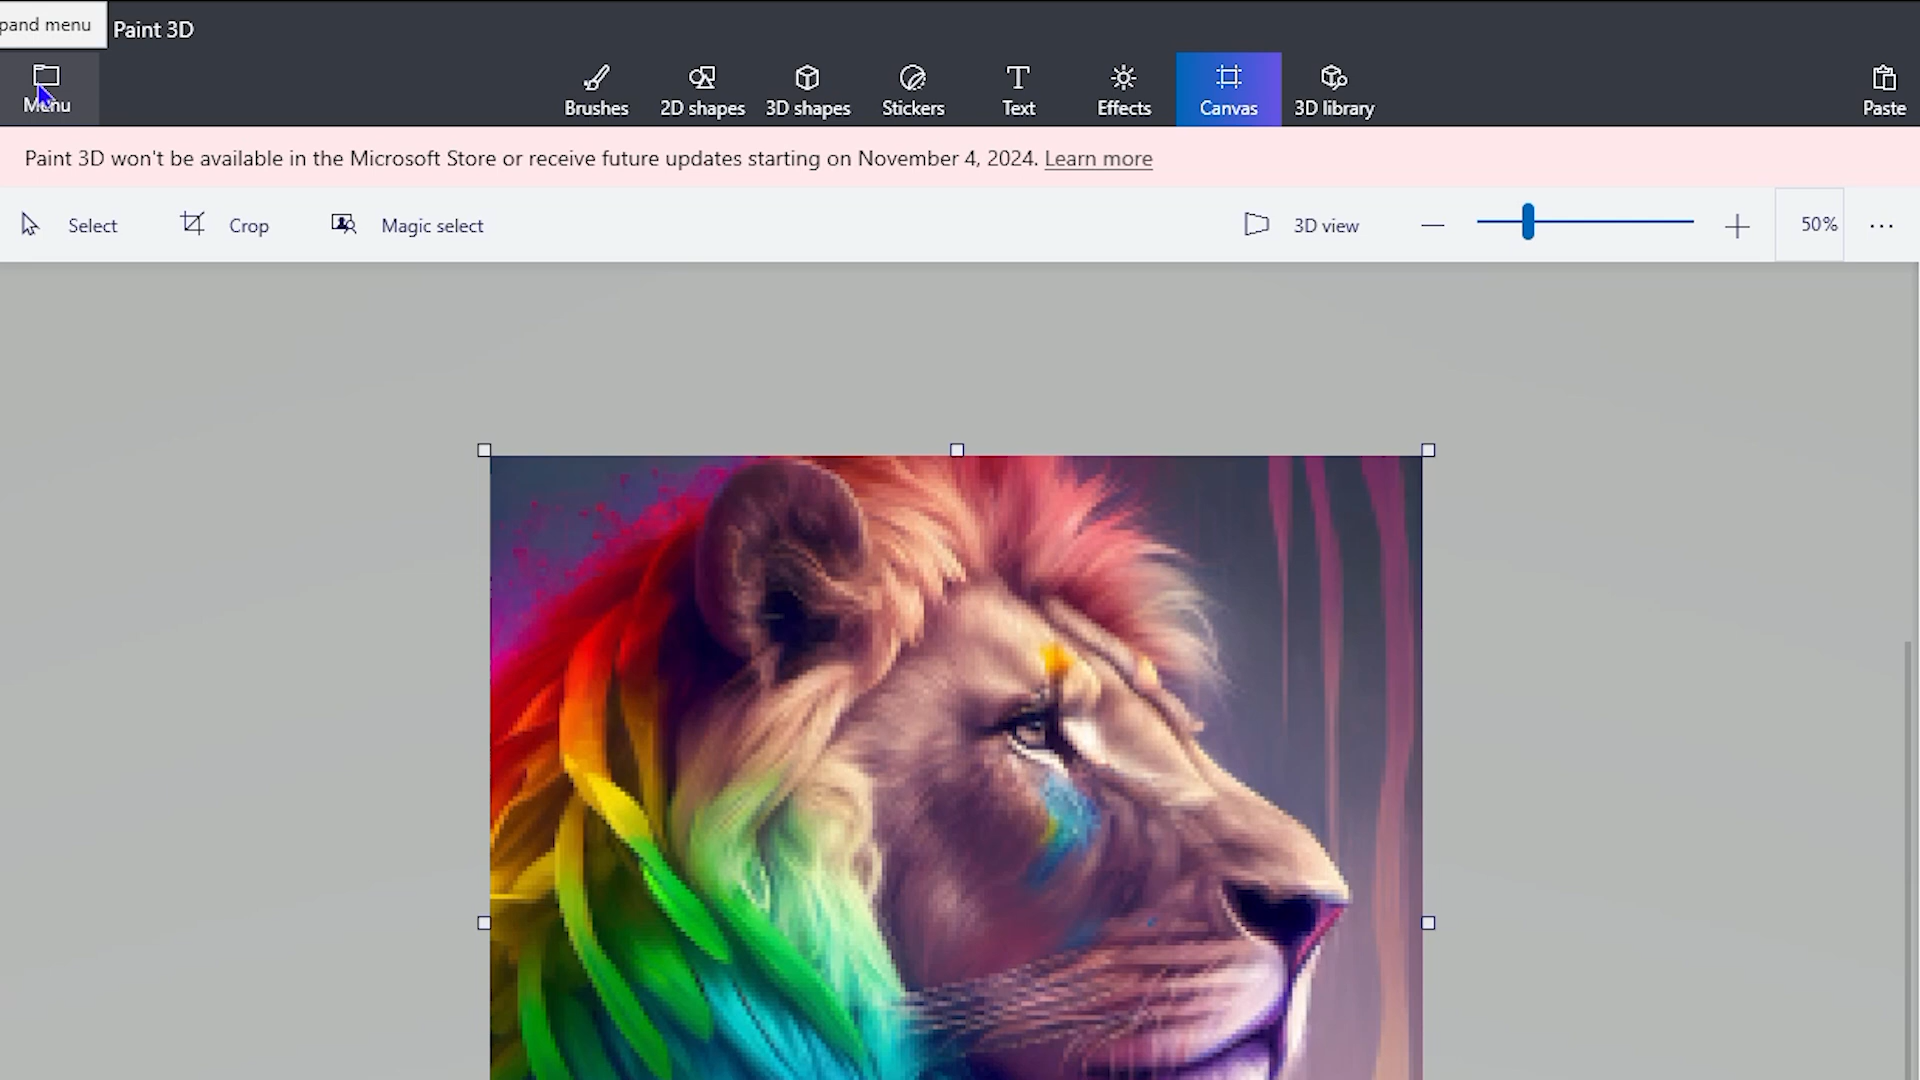 pand menu
Paint 3D
Menu
Brushes
2D shapes
3D shapes
Stickers
Text
Effects
Canvas
3D library
Paste
Paint 3D won't be available in the Microsoft Store or receive future updates starting on November 4, 2024. Learn more
Select
Crop
Magic select
3D view
50%